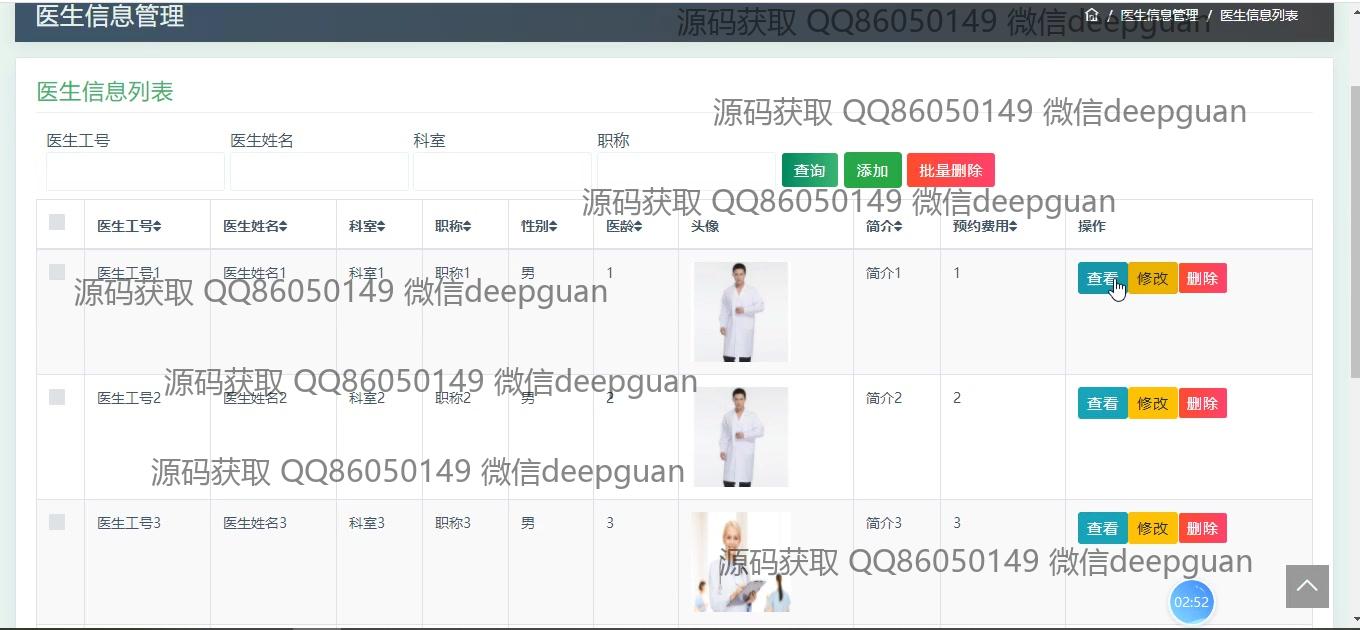 医生信息管理
/ 医生信息管理 / 医生信息列表
源码获取 QQ86050149 微信deepguan
医生信息列表
源码获取 QQ86050149 微信deepguan
医生工号 医生姓名 科室 职称
查询 添加 批量删除
源码获取 QQ86050149 微信deepguan
医生工号 医生姓名 科室 职称 性别 医龄 头像 简介 预约费用 操作
医生工号1 医生姓名1 科室1 职称1 男 1 简介1 1 查看 修改 删除
源码获取 QQ86050149 微信deepguan
源码获取 QQ86050149 微信deepguan
医生工号2 医生姓名2 科室2 职称2 男 2 简介2 2 查看 修改 删除
源码获取 QQ86050149 微信deepguan
医生工号3 医生姓名3 科室3 职称3 男 3 简介3 3 查看 修改 删除
源码获取 QQ86050149 微信deepguan
02:52